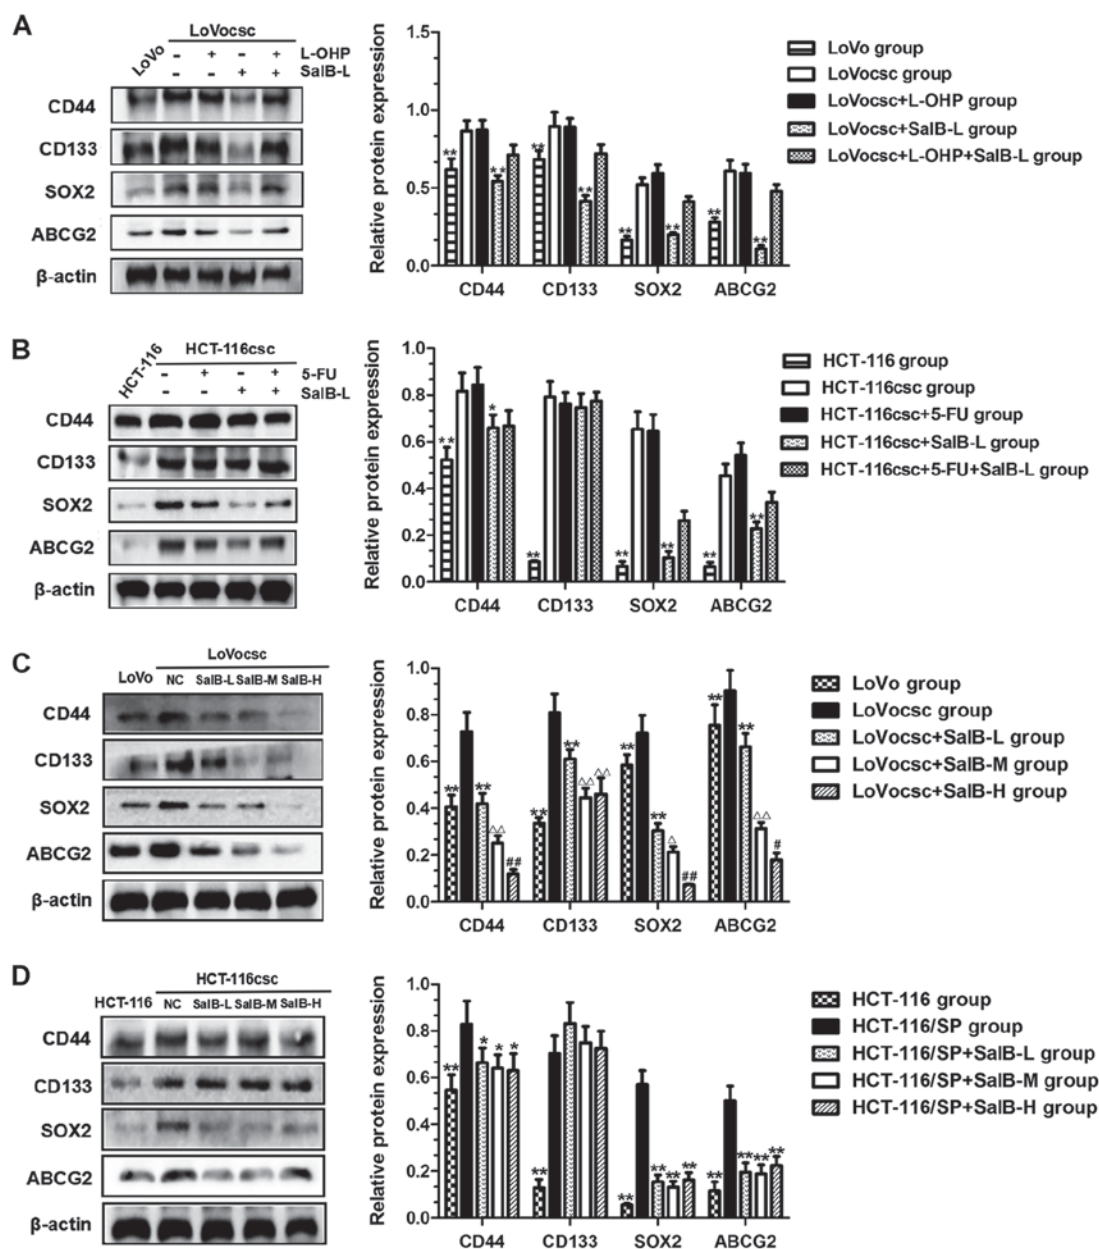 A
LoVocsc
LoVo - + - + L-OHP
- - + + SalB-L
CD44
CD133
SOX2
ABCG2
β-actin
Relative protein expression
1.5
1.0
0.5
0.0
** ** ** ** ** ** ** **
CD44 CD133 SOX2 ABCG2
LoVo group
LoVocsc group
LoVocsc+L-OHP group
LoVocsc+SalB-L group
LoVocsc+L-OHP+SalB-L group
B
HCT-116csc
HCT-116 - + - + 5-FU
- - + + SalB-L
CD44
CD133
SOX2
ABCG2
β-actin
Relative protein expression
1.0
0.8
0.6
0.4
0.2
0.0
** * ** ** ** ** **
CD44 CD133 SOX2 ABCG2
HCT-116 group
HCT-116csc group
HCT-116csc+5-FU group
HCT-116csc+SalB-L group
HCT-116csc+5-FU+SalB-L group
C
LoVocsc
LoVo NC SalB-L SalB-M SalB-H
CD44
CD133
SOX2
ABCG2
β-actin
Relative protein expression
1.0
0.8
0.6
0.4
0.2
0.0
** ** △△ ## ** ** △△ △△ ** ** △ ## ** ** △△ #
CD44 CD133 SOX2 ABCG2
LoVo group
LoVocsc group
LoVocsc+SalB-L group
LoVocsc+SalB-M group
LoVocsc+SalB-H group
D
HCT-116csc
HCT-116 NC SalB-L SalB-M SalB-H
CD44
CD133
SOX2
ABCG2
β-actin
Relative protein expression
1.0
0.8
0.6
0.4
0.2
0.0
** * * * ** ** ** ** ** ** ** ** **
CD44 CD133 SOX2 ABCG2
HCT-116 group
HCT-116/SP group
HCT-116/SP+SalB-L group
HCT-116/SP+SalB-M group
HCT-116/SP+SalB-H group